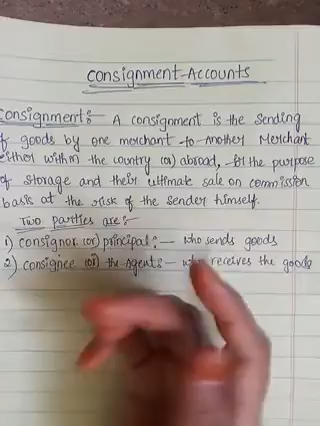 Consignment Accounts
Consignment:- A consignment is the sending
of goods by one merchant to Another Merchant
either within the country (or) abroad, for the purpose
of storage and their ultimate sale on commission
basis at the risk of the sender himself.
Two parties are:-
1) consignor (or) principal:- who sends goods
2) consignee (or) the Agent:- who receives the goods